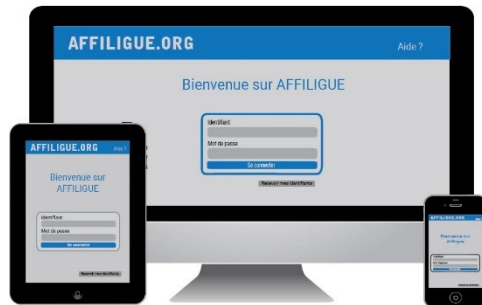 AFFILIGUE.ORG
Aide ?
Bienvenue sur AFFILIGUE
Identifiant
Mot de passe
Se connecter
Recevoir mes identifiants
AFFILIGUE.ORG
Aide ?
Bienvenue sur
AFFILIGUE
Identifiant
Mot de passe
Se connecter
Recevoir mes identifiants
AFFILIGUE.ORG
Bienvenue sur
Affiligue